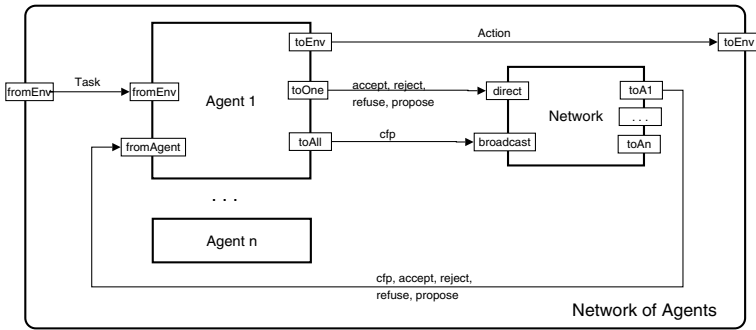 toEnv
Action
toEnv
fromEnv
Task
fromEnv
Agent 1
toOne
accept, reject,
refuse, propose
direct
Network
toA1
. . .
toAn
fromAgent
toAll
cfp
broadcast
. . .
Agent n
cfp, accept, reject,
refuse, propose
Network of Agents